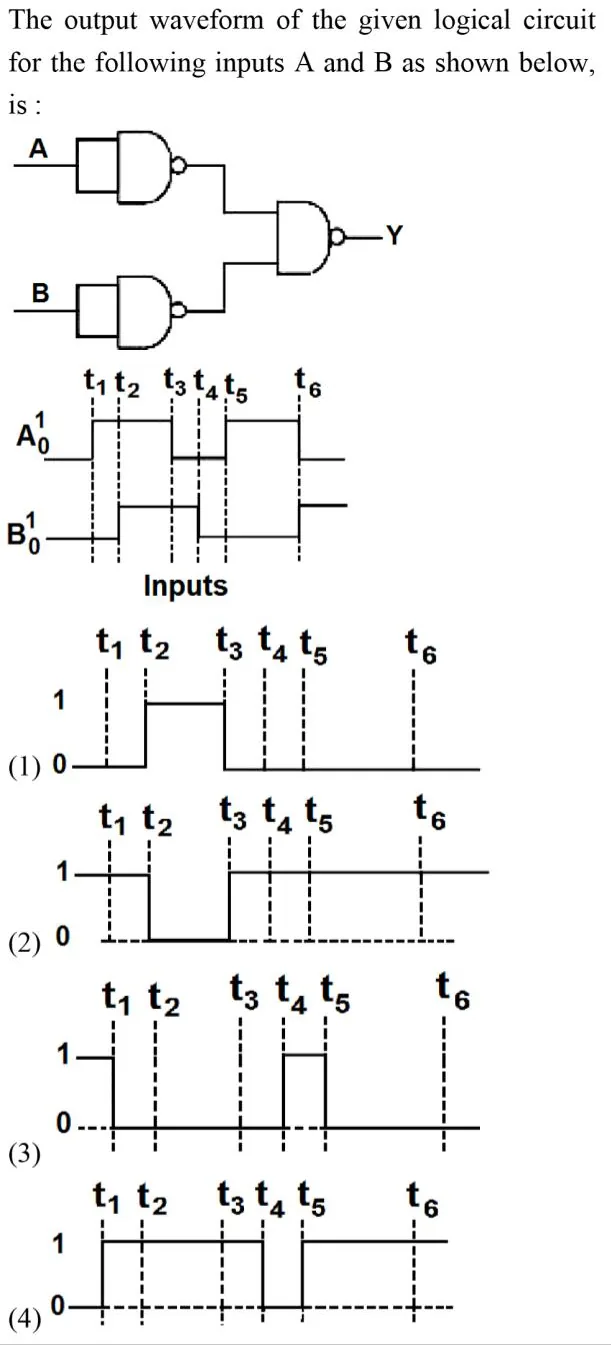 The output waveform of the given logical circuit
for the following inputs A and B as shown below,
is :
A
Y
B
t1 t2 t3 t4 t5 t6
A 1 0
B 1 0
Inputs
t1 t2 t3 t4 t5 t6
1
(1) 0
t1 t2 t3 t4 t5 t6
1
(2) 0
t1 t2 t3 t4 t5 t6
1
0
(3)
t1 t2 t3 t4 t5 t6
1
(4) 0